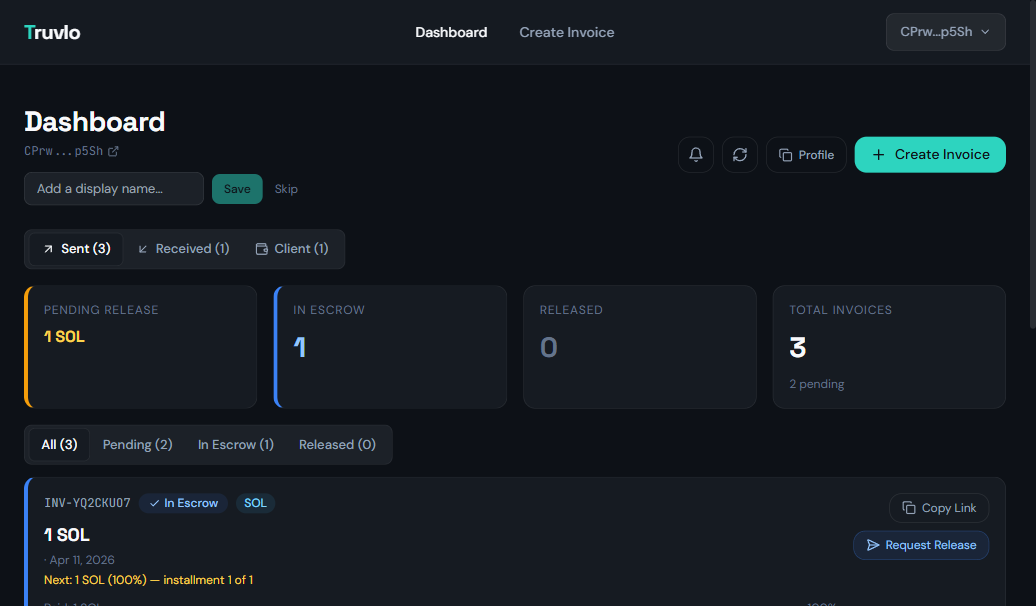 Truvlo
Dashboard
Create Invoice
CPrw...p5Sh
Dashboard
CPrw...p5Sh
Add a display name...
Save
Skip
Profile
+ Create Invoice
Sent (3)
Received (1)
Client (1)
PENDING RELEASE
1 SOL
IN ESCROW
1
RELEASED
0
TOTAL INVOICES
3
2 pending
All (3)
Pending (2)
In Escrow (1)
Released (0)
INV-YQ2CKUO7
In Escrow
SOL
Copy Link
1 SOL
Request Release
· Apr 11, 2026
Next: 1 SOL (100%) — installment 1 of 1